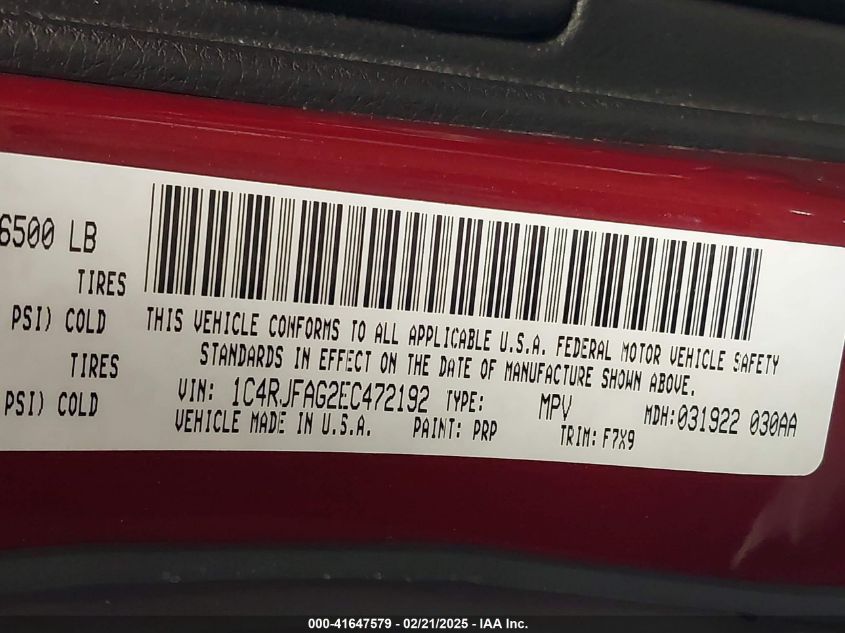 6500 LB
TIRES
PSI) COLD
TIRES
PSI) COLD
THIS VEHICLE CONFORMS TO ALL APPLICABLE U.S.A. FEDERAL MOTOR VEHICLE SAFETY
STANDARDS IN EFFECT ON THE DATE OF MANUFACTURE SHOWN ABOVE.
VIN: 1C4RJFAG2EC472192 TYPE: MPV MDH:031922 030AA
VEHICLE MADE IN U.S.A. PAINT: PRP TRIM: F7X9
000-41647579 - 02/21/2025 - IAA Inc.